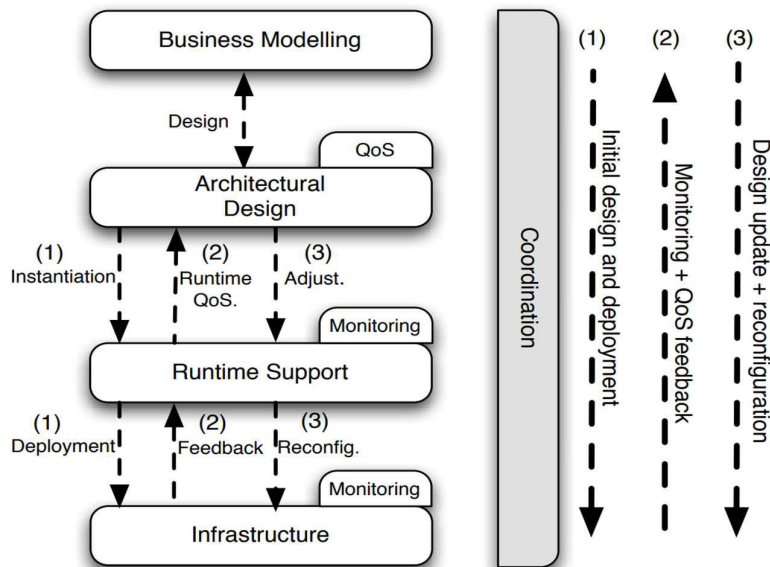 Business Modelling
Design
QoS
Architectural
Design
(1)
Instantiation
(2)
Runtime
QoS.
(3)
Adjust.
Monitoring
Runtime Support
(1)
Deployment
(2)
Feedback
(3)
Reconfig.
Monitoring
Infrastructure
Coordination
(1)
Initial design and deployment
(2)
Monitoring + QoS feedback
(3)
Design update + reconfiguration